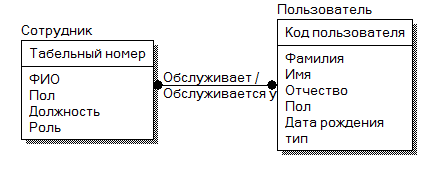 Сотрудник
Табельный номер
ФИО
Пол
Должность
Роль
Обслуживает /
Обслуживается у
Пользователь
Код пользователя
Фамилия
Имя
Отчество
Пол
Дата рождения
тип